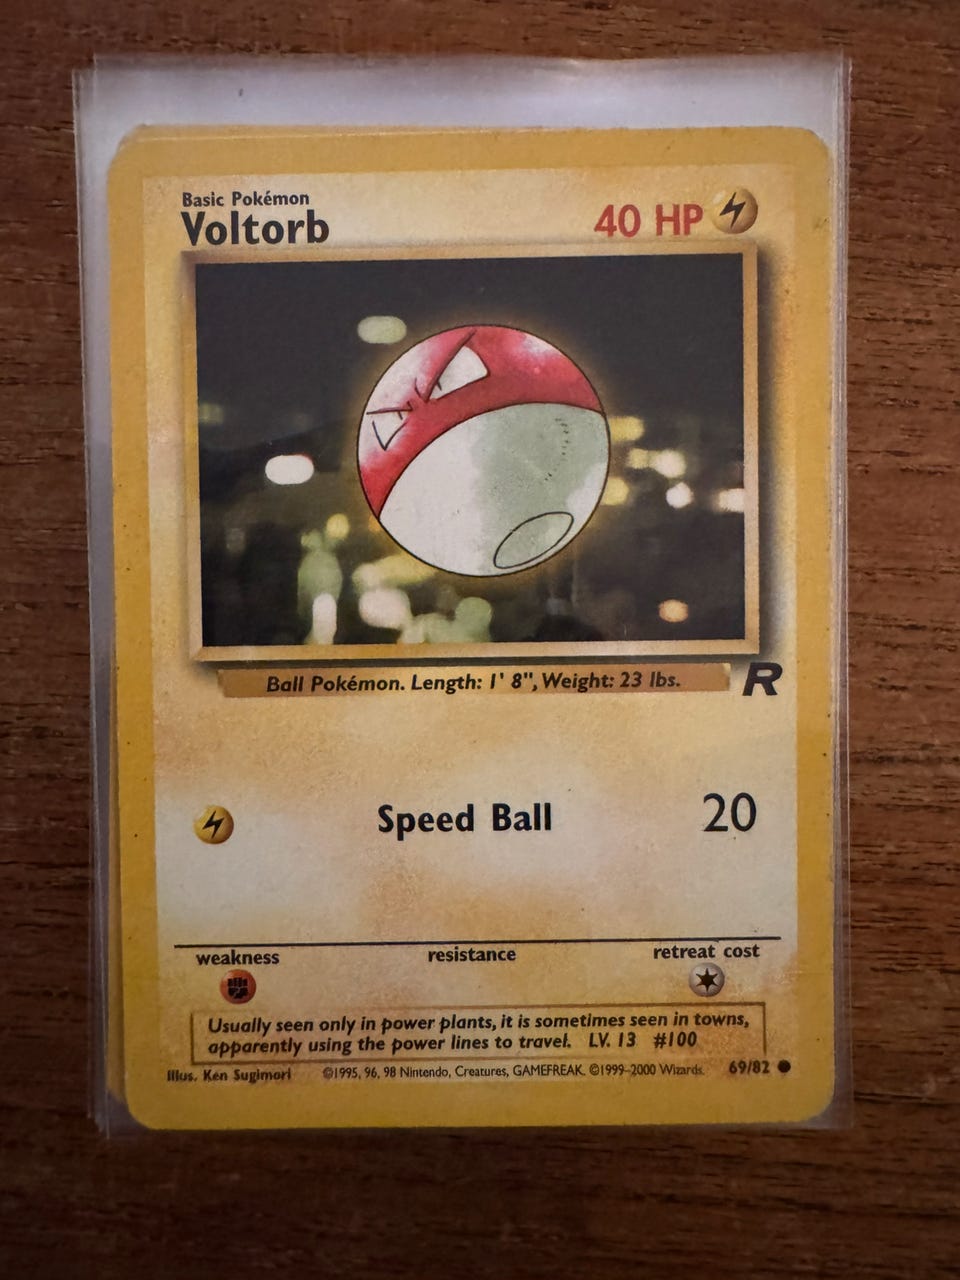 Basic Pokémon
Voltorb
40 HP
Ball Pokémon. Length: 1' 8", Weight: 23 lbs.
R
Speed Ball 20
weakness resistance retreat cost
Usually seen only in power plants, it is sometimes seen in towns,
apparently using the power lines to travel. LV. 13 #100
Illus. Ken Sugimori ©1995, 96, 98 Nintendo, Creatures, GAMEFREAK. ©1999-2000 Wizards. 69/82